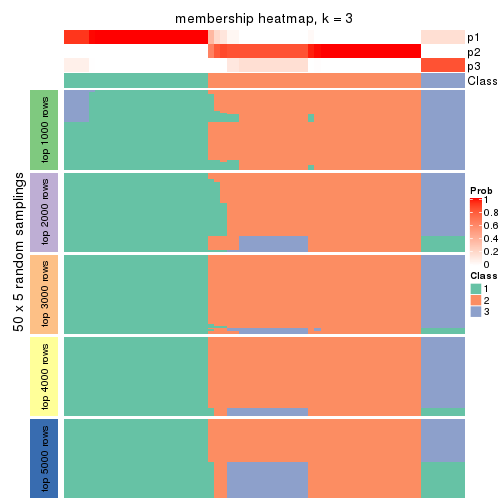 membership heatmap, k = 3
p1
p2
p3
Class
50 x 5 random samplings
top 1000 rows
top 2000 rows
top 3000 rows
top 4000 rows
top 5000 rows
Prob
1
0.8
0.6
0.4
0.2
0
Class
1
2
3